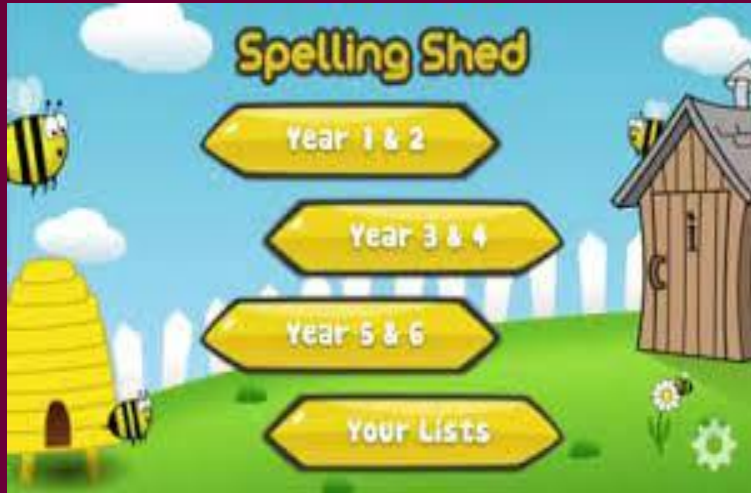 Spelling Shed
Year 1 & 2
Year 3 & 4
Year 5 & 6
Your Lists